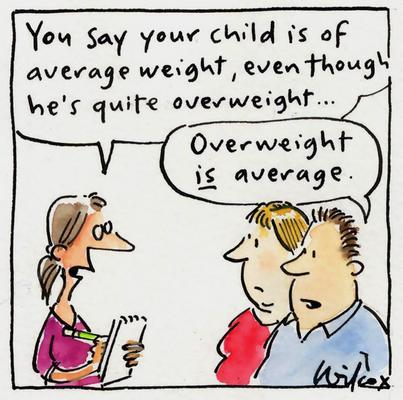 You say your child is of
average weight, even though
he's quite overweight...
Overweight
is average.
Wilcox